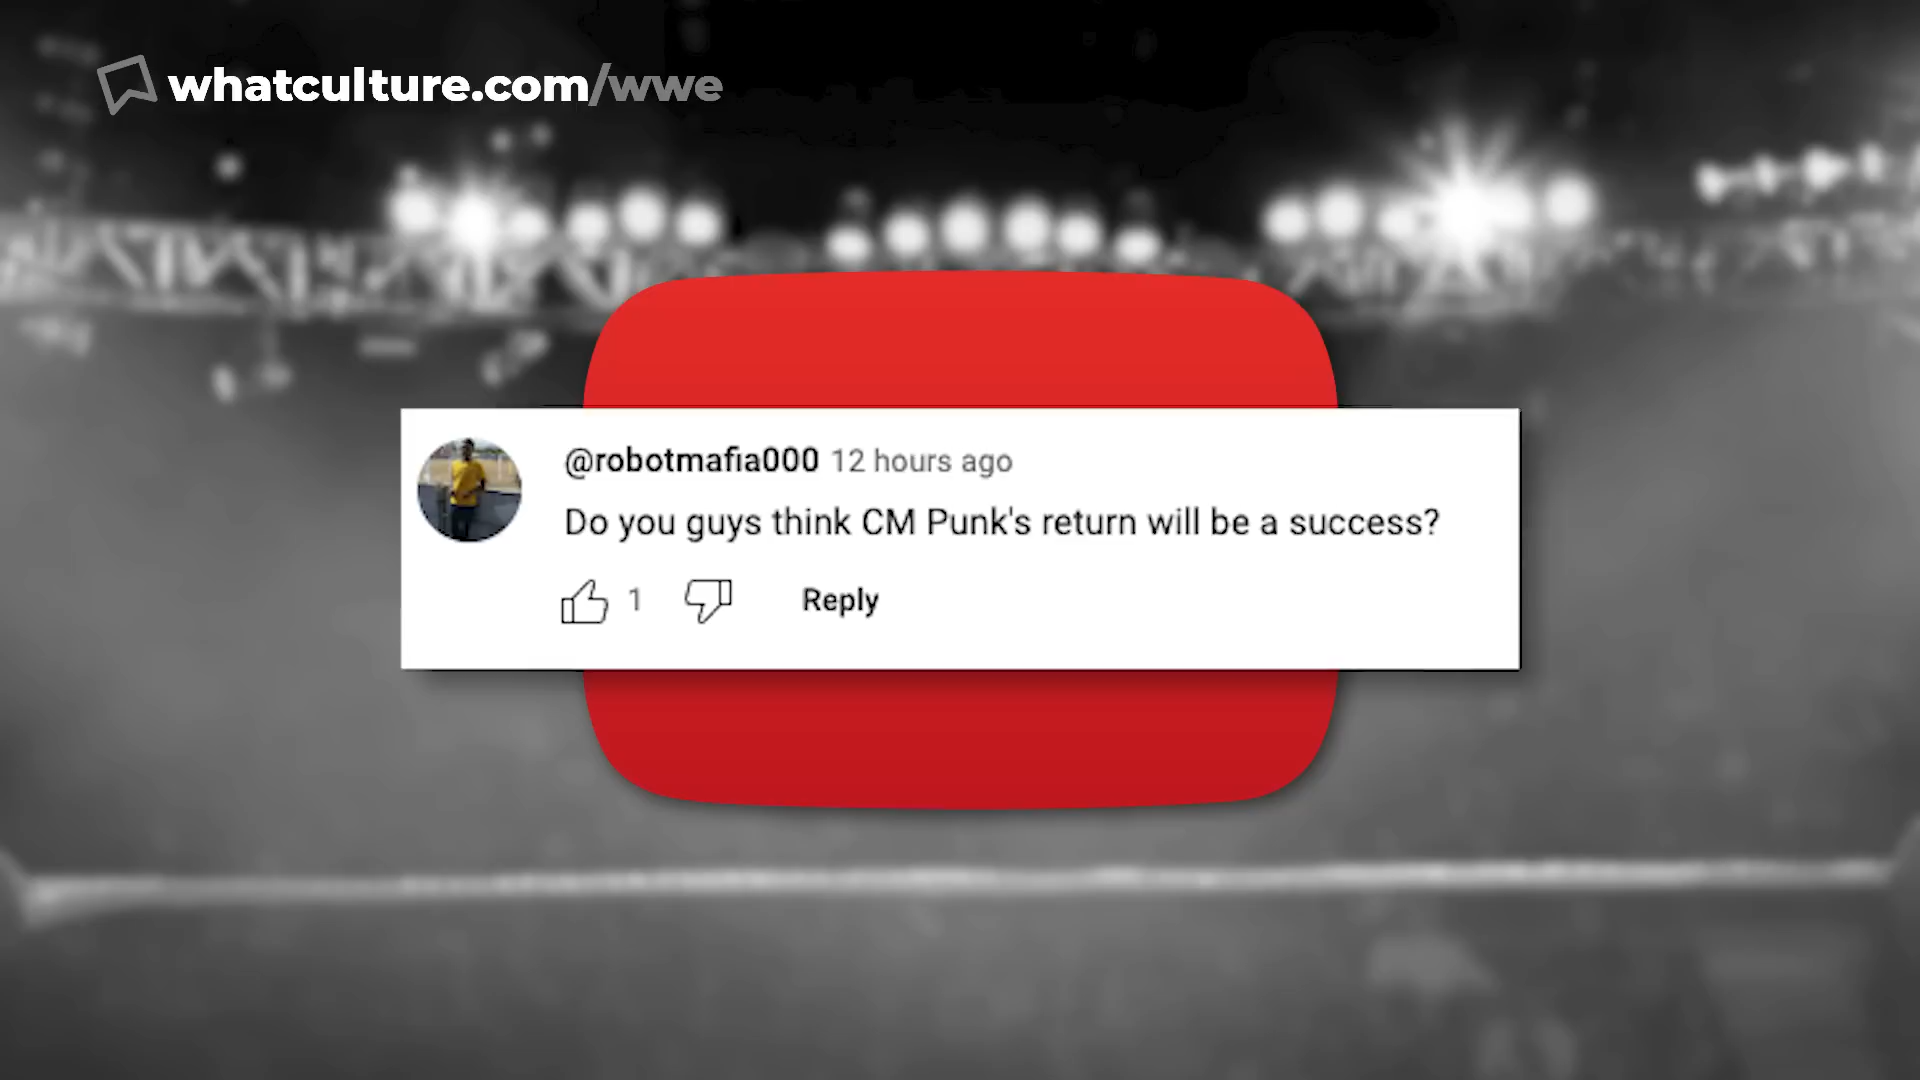 whatculture.com/wwe
@robotmafia000 12 hours ago
Do you guys think CM Punk's return will be a success?
1 Reply